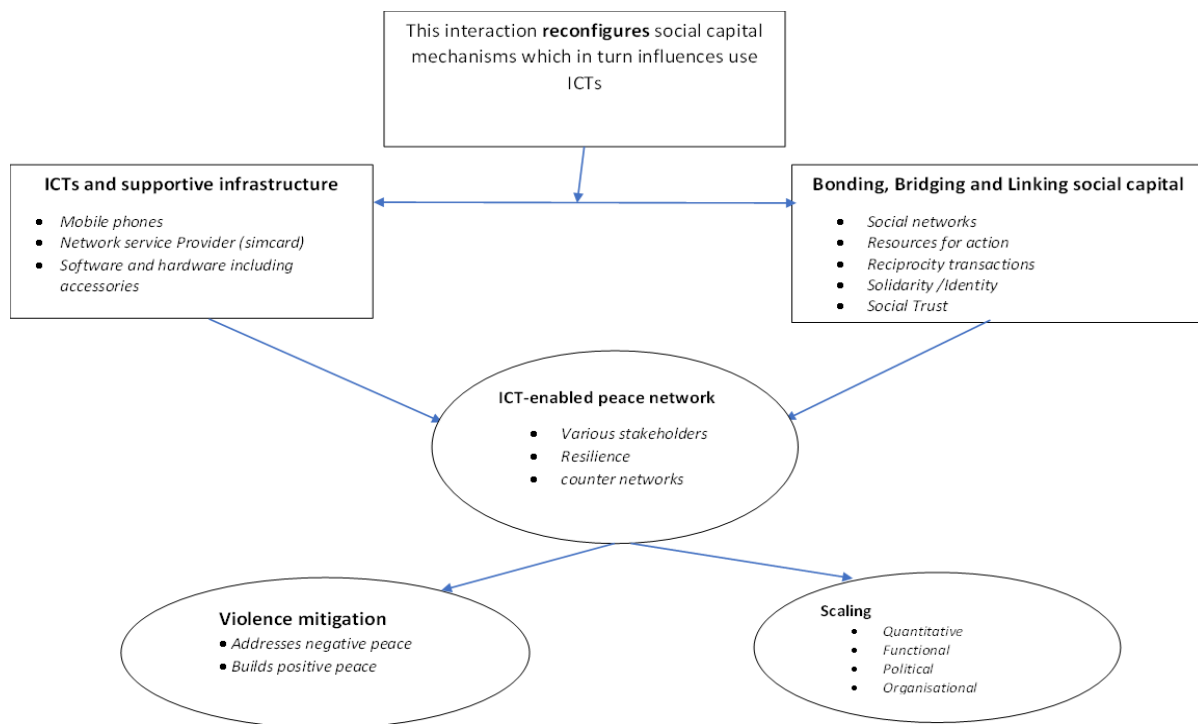 This interaction reconfigures social capital
mechanisms which in turn influences use
ICTs
ICTs and supportive infrastructure
• Mobile phones
• Network service Provider (simcard)
• Software and hardware including
accessories
Bonding, Bridging and Linking social capital
• Social networks
• Resources for action
• Reciprocity transactions
• Solidarity /Identity
• Social Trust
ICT-enabled peace network
• Various stakeholders
• Resilience
• counter networks
Violence mitigation
• Addresses negative peace
• Builds positive peace
Scaling
• Quantitative
• Functional
• Political
• Organisational